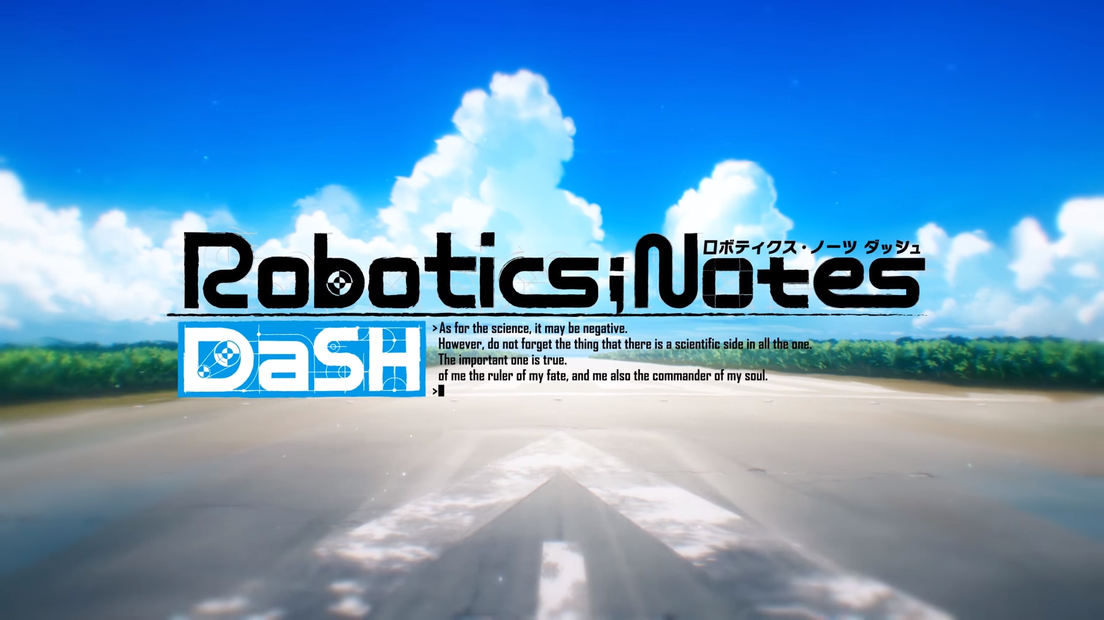 ロボティクス・ノーツ ダッシュ
Robotics;Notes
DaSH
>As for the science, it may be negative.
However, do not forget the thing that there is a scientific side in all the one.
The important one is true.
of me the ruler of my fate, and me also the commander of my soul.
>